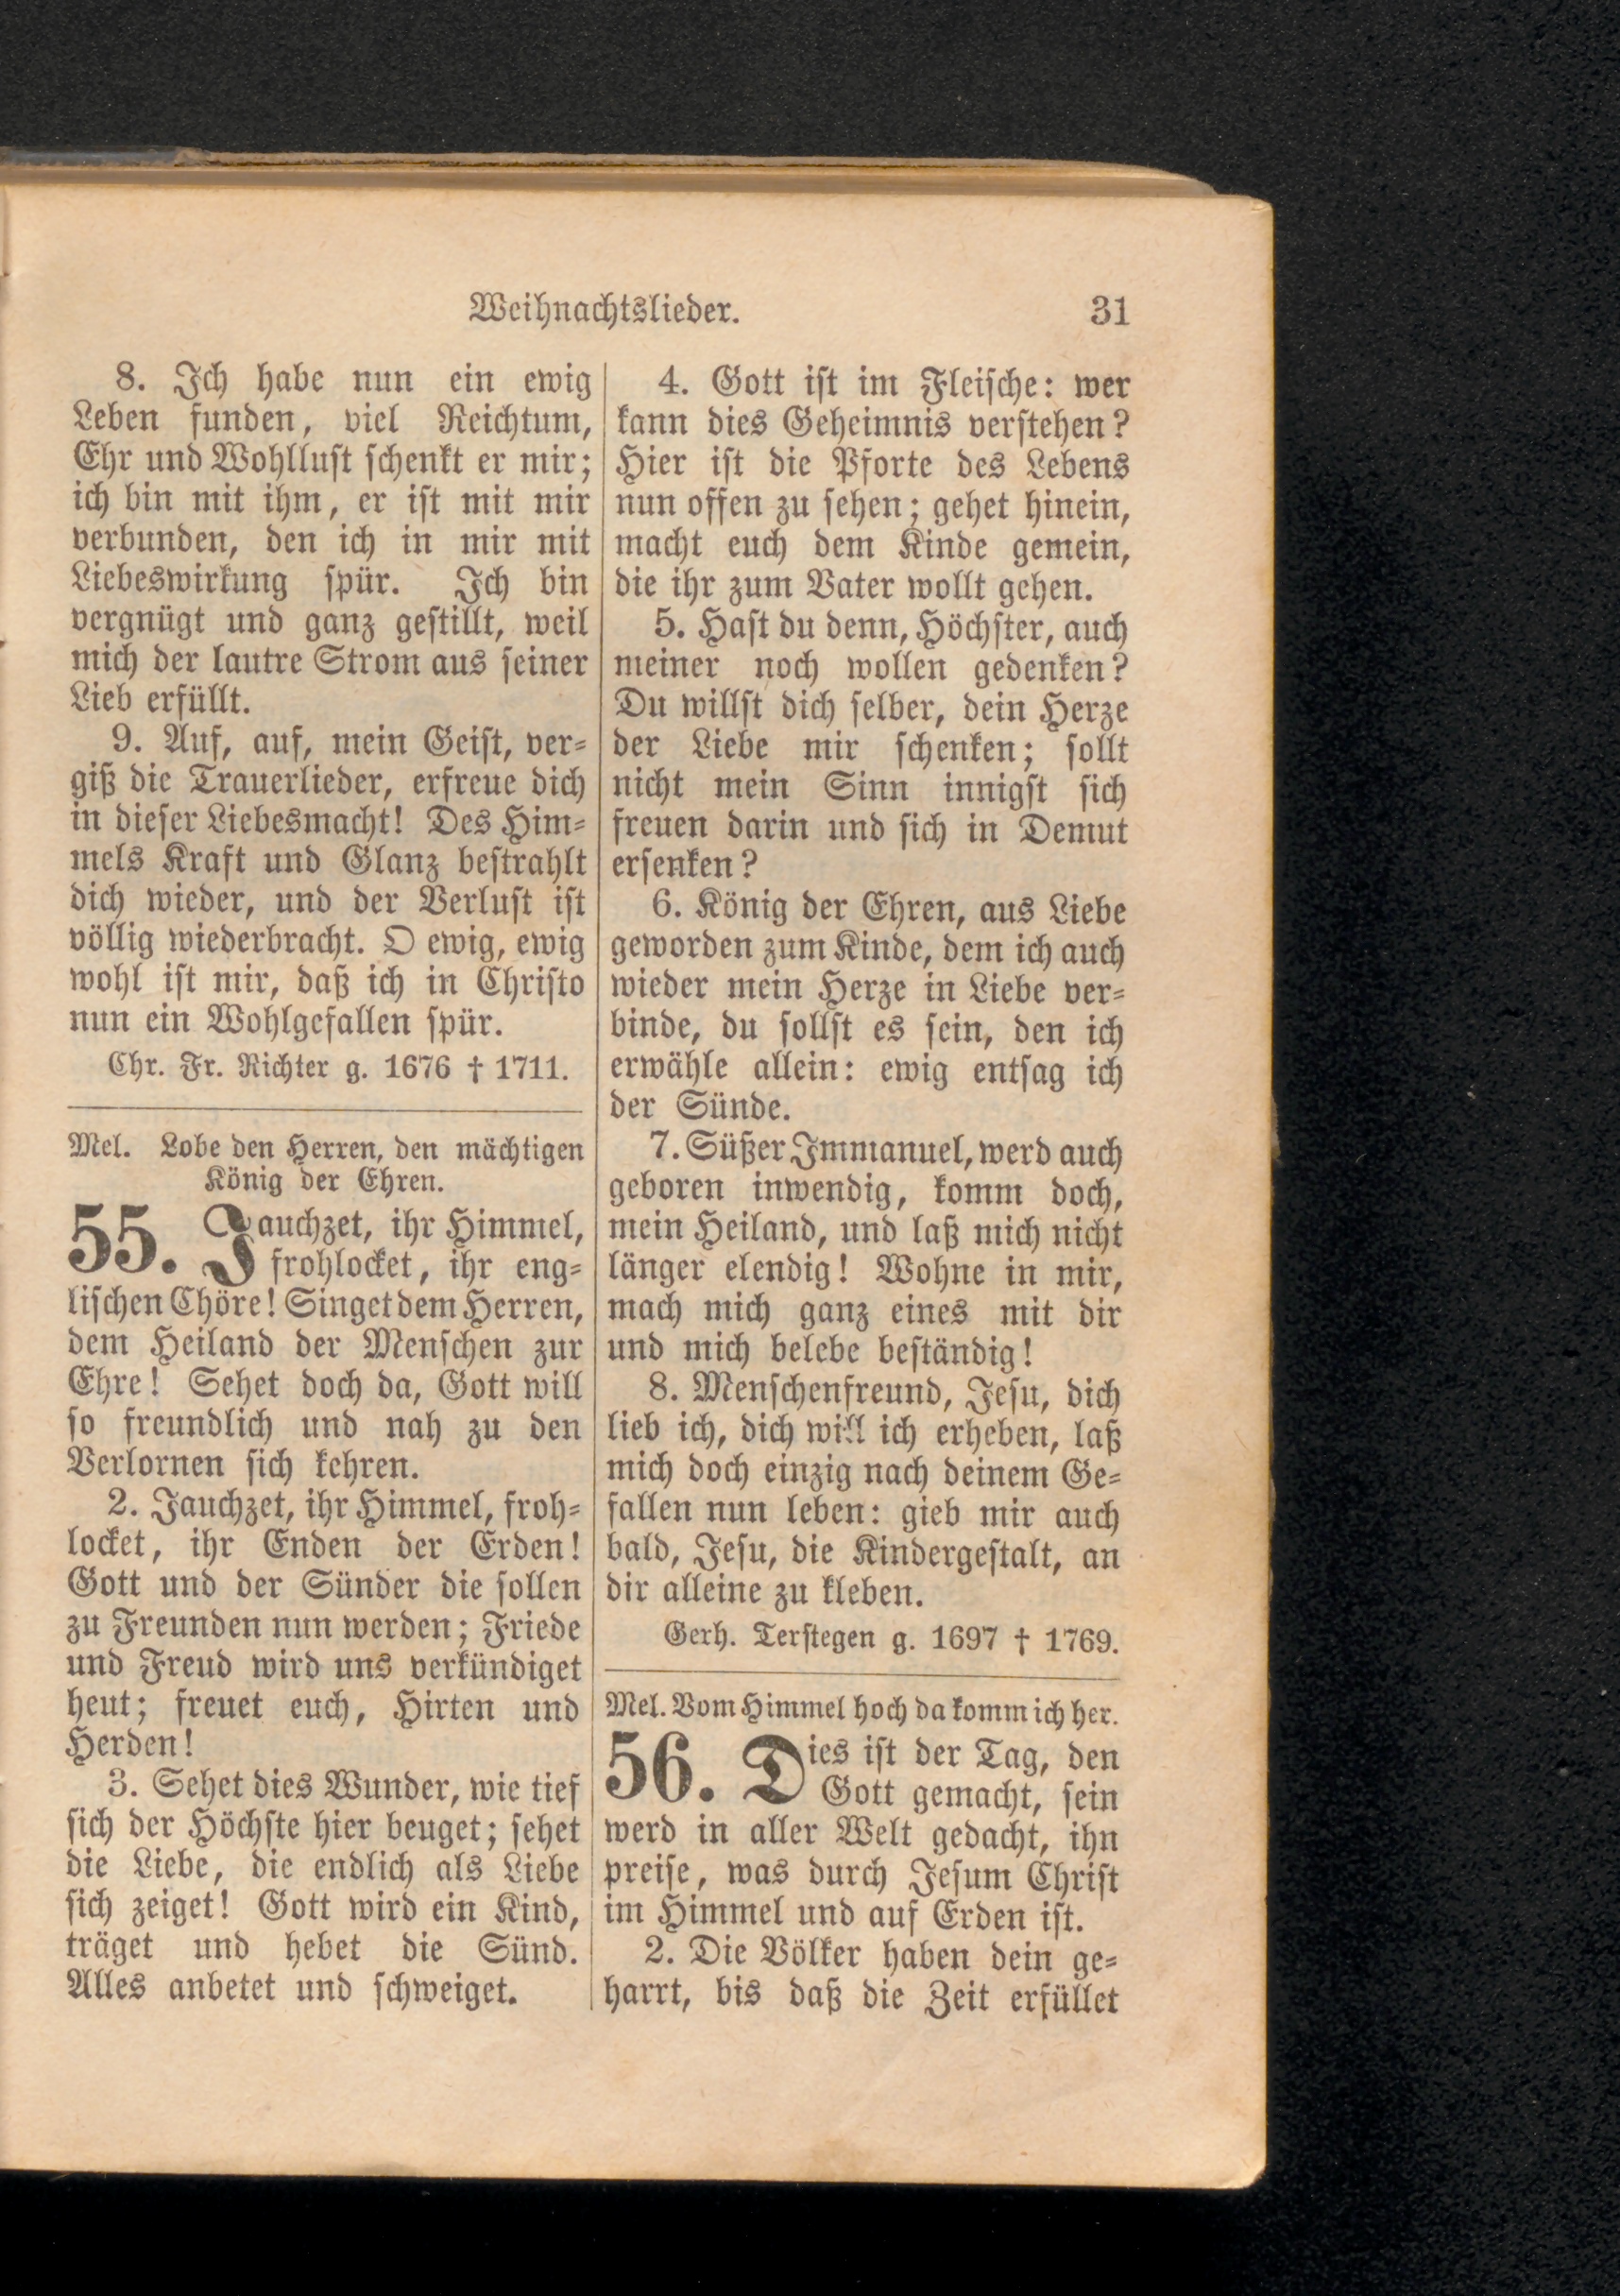 Weihnachtslieder. 31
8. Ich habe nun ein ewig
Leben funden, viel Reichtum,
Ehr und Wohllust schenkt er mir;
ich bin mit ihm, er ist mit mir
verbunden, den ich in mir mit
Liebeswirkung spür. Ich bin
vergnügt und ganz gestillt, weil
mich der lautre Strom aus seiner
Lieb erfüllt.
9. Auf, auf, mein Geist, ver-
giß die Trauerlieder, erfreue dich
in dieser Liebesmacht! Des Him-
mels Kraft und Glanz bestrahlt
dich wieder, und der Verlust ist
völlig wiederbracht. O ewig, ewig
wohl ist mir, daß ich in Christo
nun ein Wohlgefallen spür.
Chr. Fr. Richter g. 1676 † 1711.
Mel. Lobe den Herren, den mächtigen
König der Ehren.
55. Jauchzet, ihr Himmel,
frohlocket, ihr eng-
lischen Chöre! Singet dem Herren,
dem Heiland der Menschen zur
Ehre! Sehet doch da, Gott will
so freundlich und nah zu den
Verlornen sich kehren.
2. Jauchzet, ihr Himmel, froh-
locket, ihr Enden der Erden!
Gott und der Sünder die sollen
zu Freunden nun werden; Friede
und Freud wird uns verkündiget
heut; freuet euch, Hirten und
Herden!
3. Sehet dies Wunder, wie tief
sich der Höchste hier beuget; sehet
die Liebe, die endlich als Liebe
sich zeiget! Gott wird ein Kind,
träget und hebet die Sünd.
Alles anbetet und schweiget.
4. Gott ist im Fleische: wer
kann dies Geheimnis verstehen?
Hier ist die Pforte des Lebens
nun offen zu sehen; gehet hinein,
macht euch dem Kinde gemein,
die ihr zum Vater wollt gehen.
5. Hast du denn, Höchster, auch
meiner noch wollen gedenken?
Du willst dich selber, dein Herze
der Liebe mir schenken; sollt
nicht mein Sinn innigst sich
freuen darin und sich in Demut
ersenken?
6. König der Ehren, aus Liebe
geworden zum Kinde, dem ich auch
wieder mein Herze in Liebe ver-
binde, du sollst es sein, den ich
erwähle allein: ewig entsag ich
der Sünde.
7. Süßer Immanuel, werd auch
geboren inwendig, komm doch,
mein Heiland, und laß mich nicht
länger elendig! Wohne in mir,
mach mich ganz eines mit dir
und mich belebe beständig!
8. Menschenfreund, Jesu, dich
lieb ich, dich will ich erheben, laß
mich doch einzig nach deinem Ge-
fallen nun leben: gieb mir auch
bald, Jesu, die Kindergestalt, an
dir alleine zu kleben.
Gerh. Terstegen g. 1697 † 1769.
Mel. Vom Himmel hoch da komm ich her.
56. Dies ist der Tag, den
Gott gemacht, sein
werd in aller Welt gedacht, ihn
preise, was durch Jesum Christ
im Himmel und auf Erden ist.
2. Die Völker haben dein ge-
harrt, bis daß die Zeit erfüllet